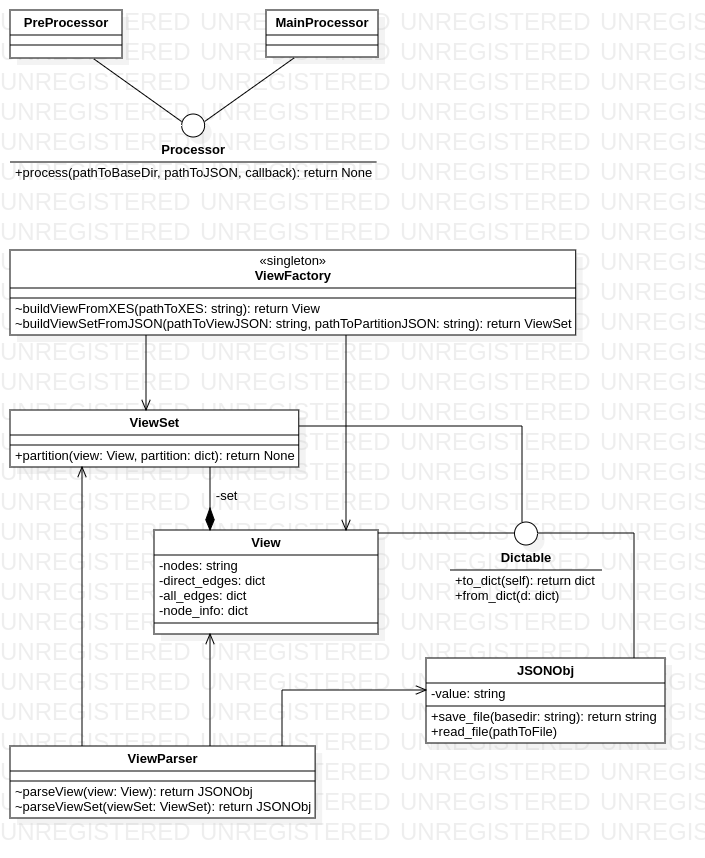 PreProcessor
MainProcessor
Processor
+process(pathToBaseDir, pathToJSON, callback): return None
«singleton»
ViewFactory
~buildViewFromXES(pathToXES: string): return View
~buildViewSetFromJSON(pathToViewJSON: string, pathToPartitionJSON: string): return ViewSet
ViewSet
+partition(view: View, partition: dict): return None
-set
View
-nodes: string
-direct_edges: dict
-all_edges: dict
-node_info: dict
Dictable
+to_dict(self): return dict
+from_dict(d: dict)
JSONObj
-value: string
+save_file(basedir: string): return string
+read_file(pathToFile)
ViewParser
~parseView(view: View): return JSONObj
~parseViewSet(viewSet: ViewSet): return JSONObj
UNREGISTERED